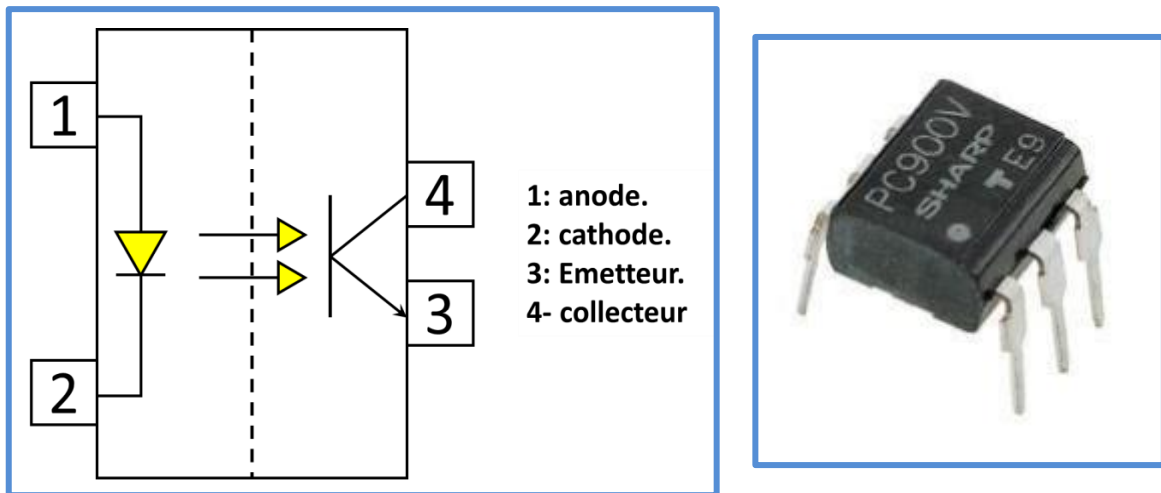 1
2
4
3
1: anode.
2: cathode.
3: Emetteur.
4- collecteur
PC900V
SHARP
T E9